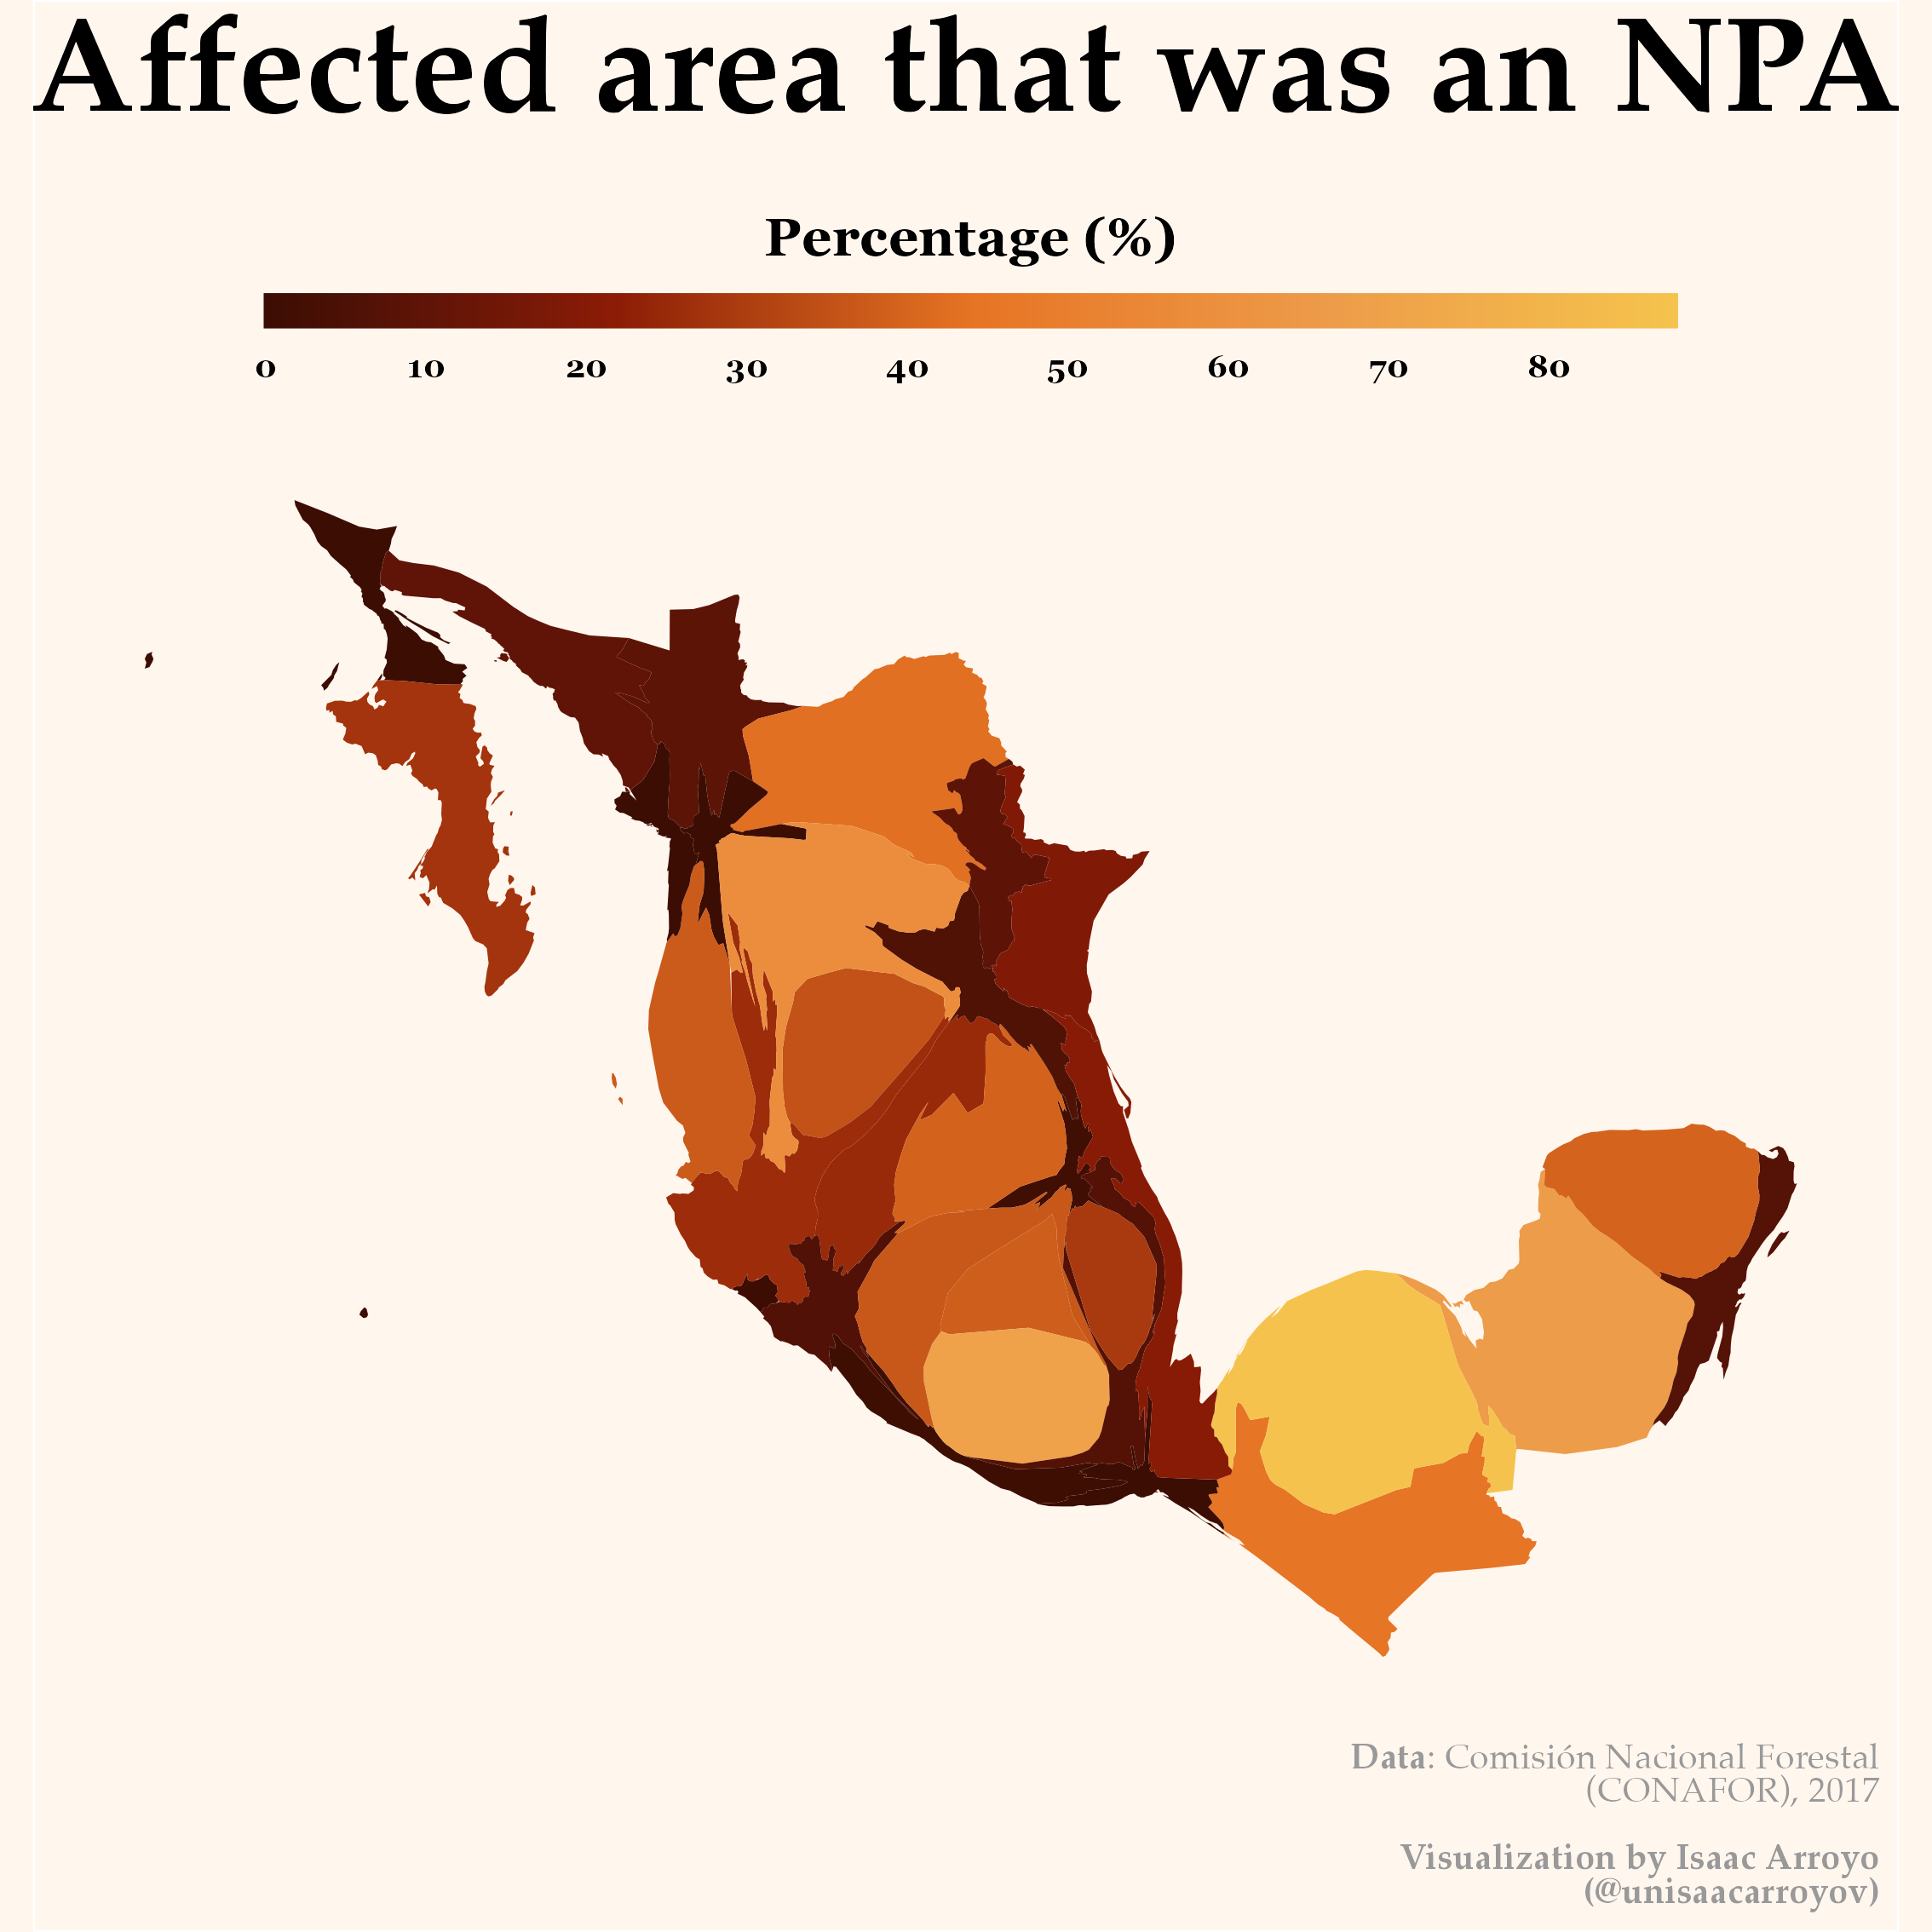 Affected area that was an NPA
Percentage (%)
0 10 20 30 40 50 60 70 80
Data: Comisión Nacional Forestal
(CONAFOR), 2017
Visualization by Isaac Arroyo
(@unisaacarroyov)